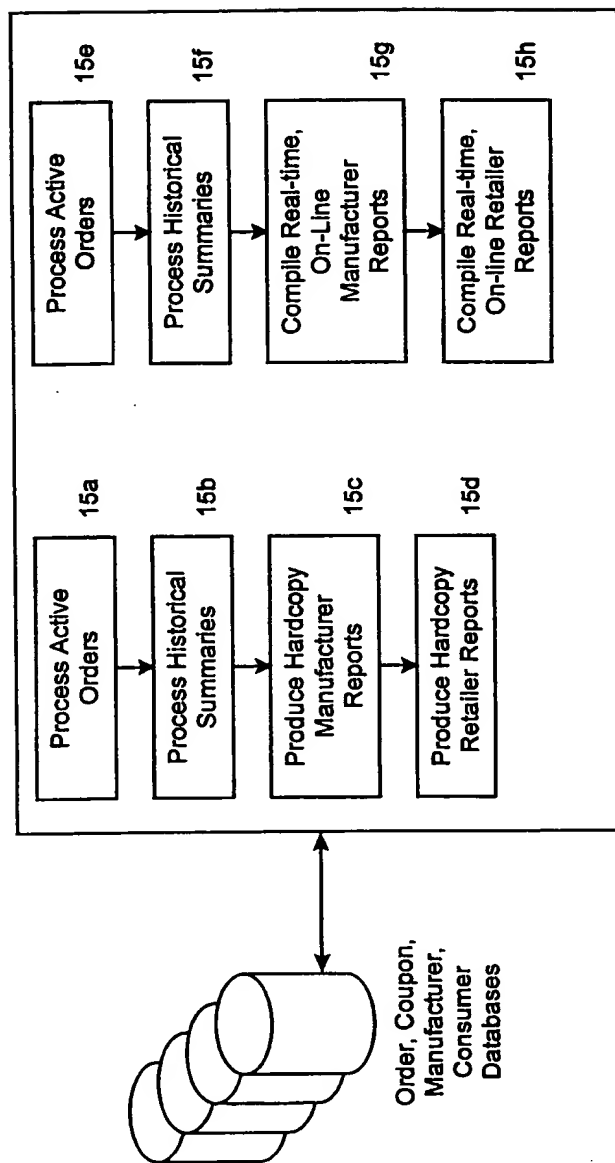 Order, Coupon,
Manufacturer,
Consumer
Databases
Process Active
Orders
15a
Process Historical
Summaries
15b
Produce Hardcopy
Manufacturer
Reports
15c
Produce Hardcopy
Retailer Reports
15d
Process Active
Orders
15e
Process Historical
Summaries
15f
Compile Real-time,
On-Line
Manufacturer
Reports
15g
Compile Real-time,
On-line Retailer
Reports
15h